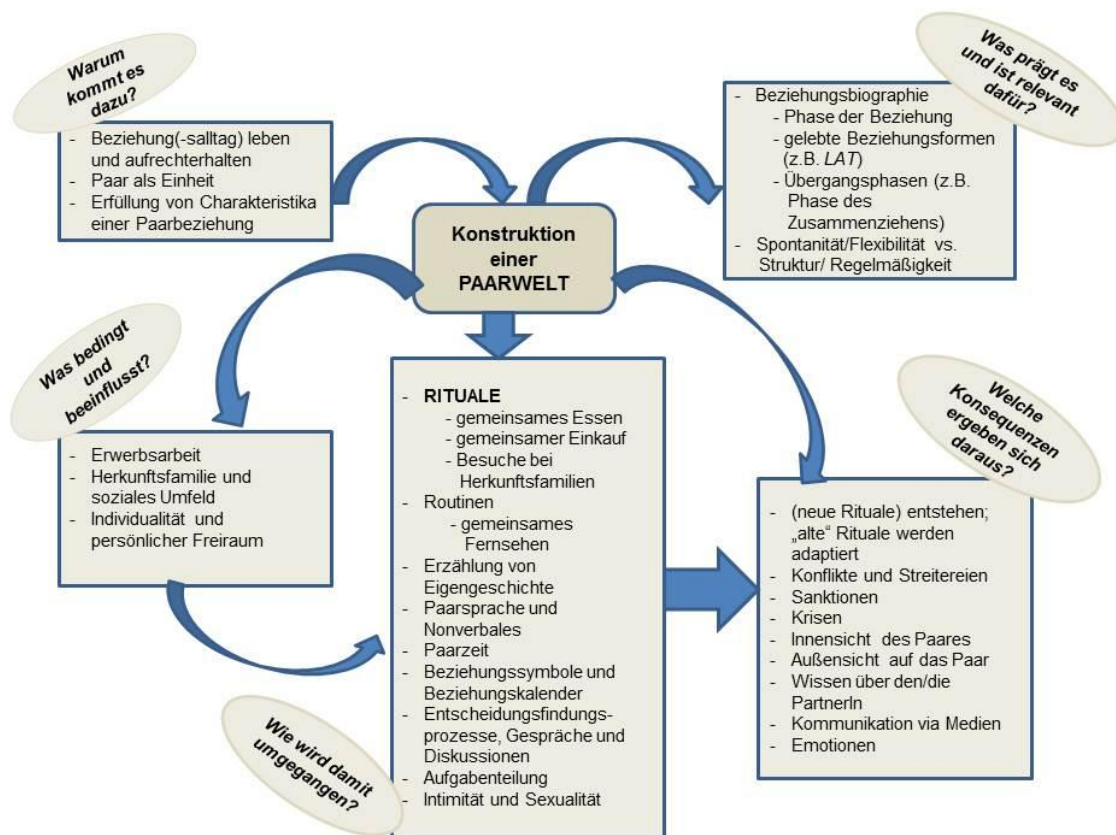 Warum
kommt es
dazu?
- Beziehung(-salltag) leben
und aufrechterhalten
- Paar als Einheit
- Erfüllung von Charakteristika
einer Paarbeziehung
Was prägt es
und ist relevant
dafür?
- Beziehungsbiographie
- Phase der Beziehung
- gelebte Beziehungsformen
(z.B. LAT)
- Übergangsphasen (z.B.
Phase des
Zusammenziehens)
- Spontanität/Flexibilität vs.
Struktur/ Regelmäßigkeit
Konstruktion
einer
PAARWELT
Was bedingt
und
beeinflusst?
- Erwerbsarbeit
- Herkunftsfamilie und
soziales Umfeld
- Individualität und
persönlicher Freiraum
- RITUALE
- gemeinsames Essen
- gemeinsamer Einkauf
- Besuche bei
Herkunftsfamilien
- Routinen
- gemeinsames
Fernsehen
- Erzählung von
Eigengeschichte
- Paarsprache und
Nonverbales
- Paarzeit
- Beziehungssymbole und
Beziehungskalender
- Entscheidungsfindungs-
prozesse, Gespräche und
Diskussionen
- Aufgabenteilung
- Intimität und Sexualität
Wie wird damit
umgegangen?
Welche
Konsequenzen
ergeben sich
daraus?
- (neue Rituale) entstehen;
„alte“ Rituale werden
adaptiert
- Konflikte und Streitereien
- Sanktionen
- Krisen
- Innensicht des Paares
- Außensicht auf das Paar
- Wissen über den/die
PartnerIn
- Kommunikation via Medien
- Emotionen